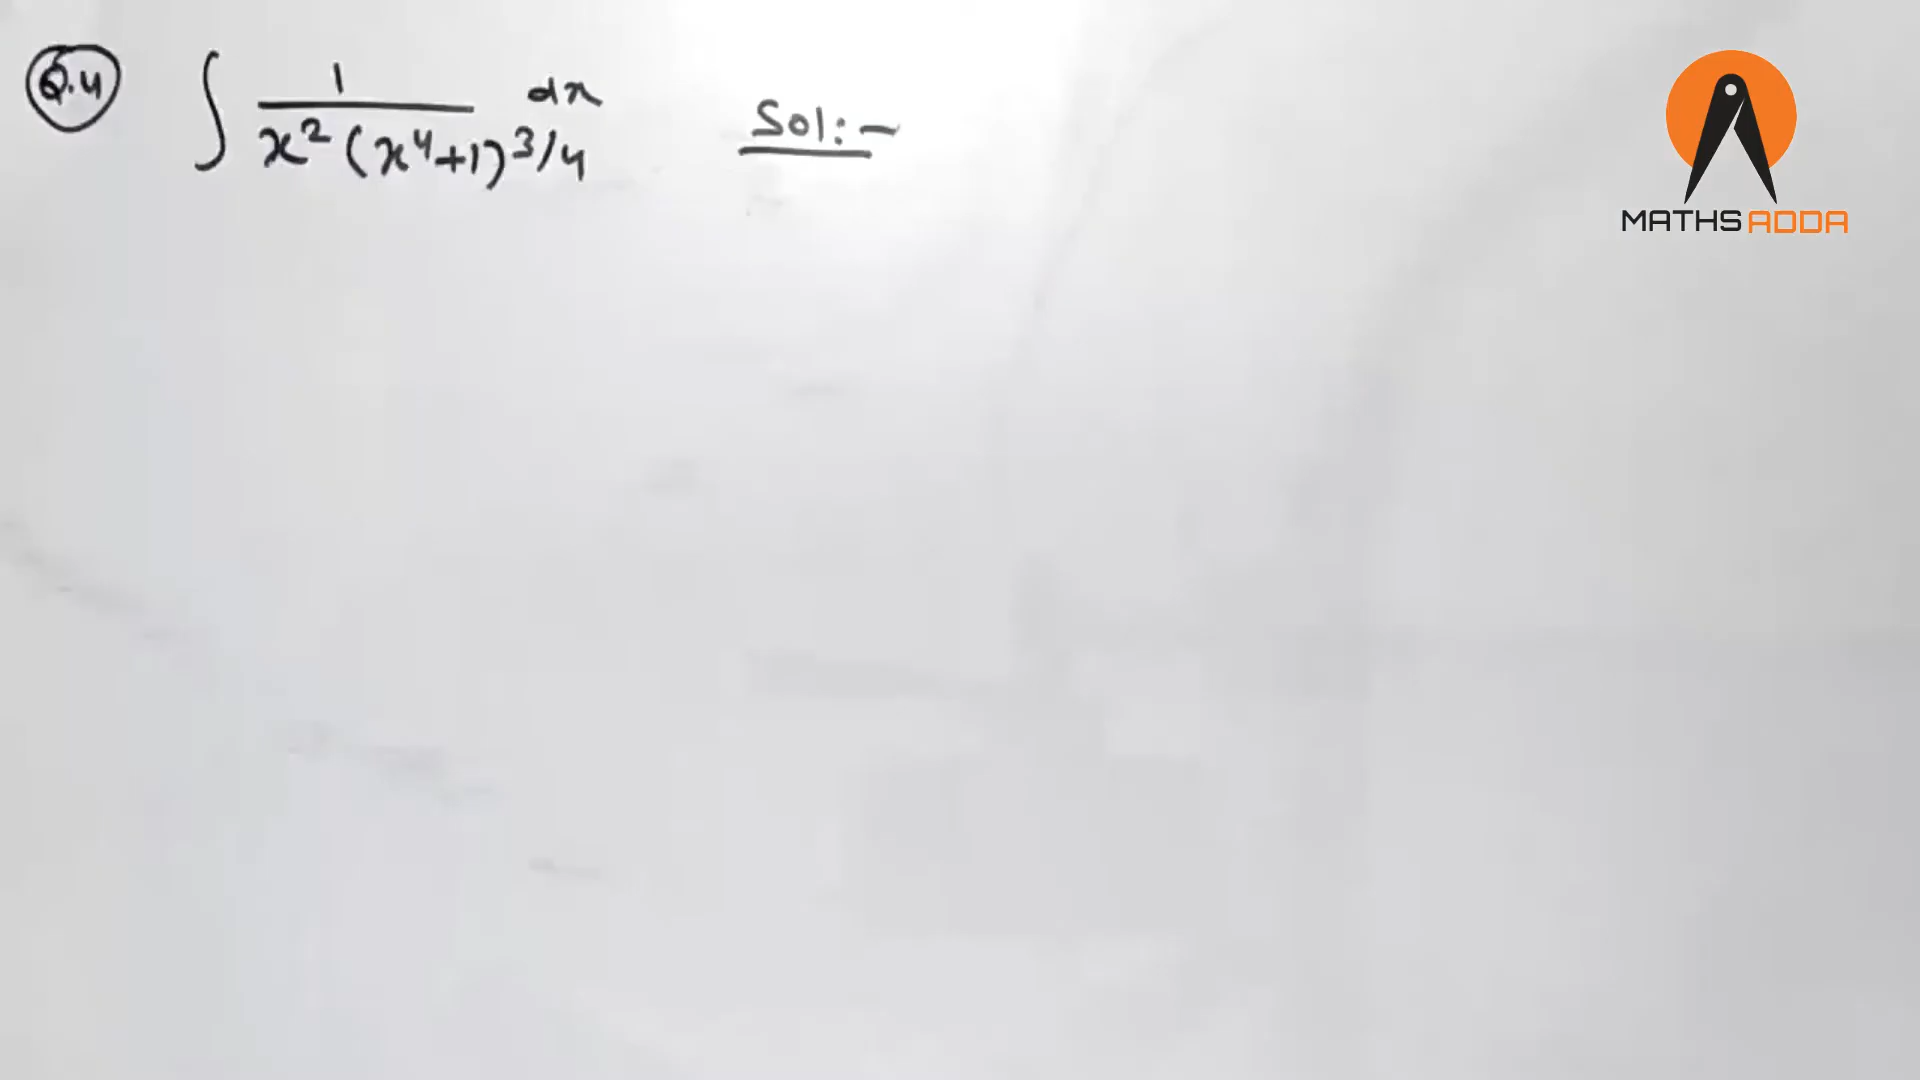 Q.4 ∫ 1/(x²(x⁴+1)^3/4) dx Sol:–
MATHS ADDA